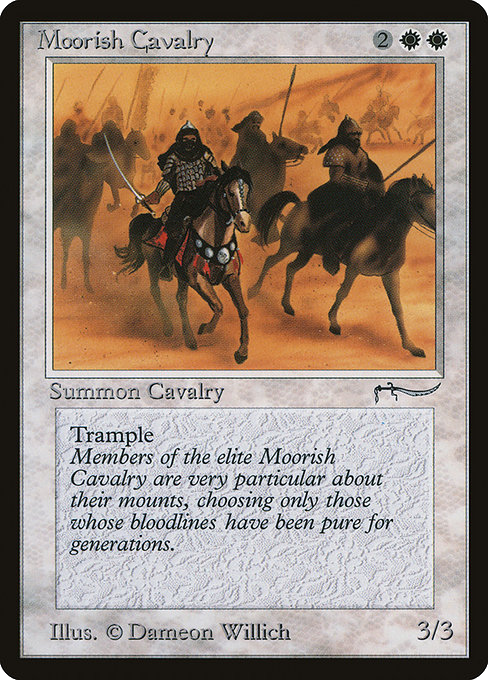 Moorish Cavalry 2
Summon Cavalry
Trample
Members of the elite Moorish
Cavalry are very particular about
their mounts, choosing only those
whose bloodlines have been pure for
generations.
Illus. © Dameon Willich 3/3